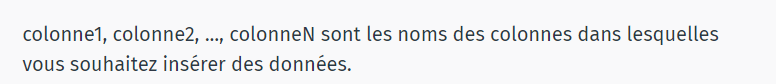 colonne1, colonne2, ..., colonneN sont les noms des colonnes dans lesquelles
vous souhaitez insérer des données.